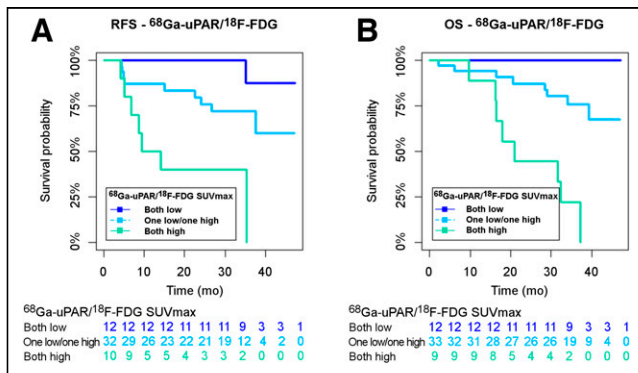 A
RFS - ⁶⁸Ga-uPAR/¹⁸F-FDG
Survival probability
100%
75%
50%
25%
0%
⁶⁸Ga-uPAR/¹⁸F-FDG SUVmax
Both low
One low/one high
Both high
0 10 20 30 40
Time (mo)
⁶⁸Ga-uPAR/¹⁸F-FDG SUVmax
Both low 12 12 12 12 11 11 11 9 3 3 1
One low/one high 32 29 26 23 22 21 19 12 4 2 0
Both high 10 9 5 5 4 3 3 2 0 0 0
B
OS - ⁶⁸Ga-uPAR/¹⁸F-FDG
Survival probability
100%
75%
50%
25%
0%
⁶⁸Ga-uPAR/¹⁸F-FDG SUVmax
Both low
One low/one high
Both high
0 10 20 30 40
Time (mo)
⁶⁸Ga-uPAR/¹⁸F-FDG SUVmax
Both low 12 12 12 12 11 11 11 9 3 3 1
One low/one high 33 32 31 28 27 26 26 19 9 4 0
Both high 9 9 9 8 5 4 4 2 0 0 0